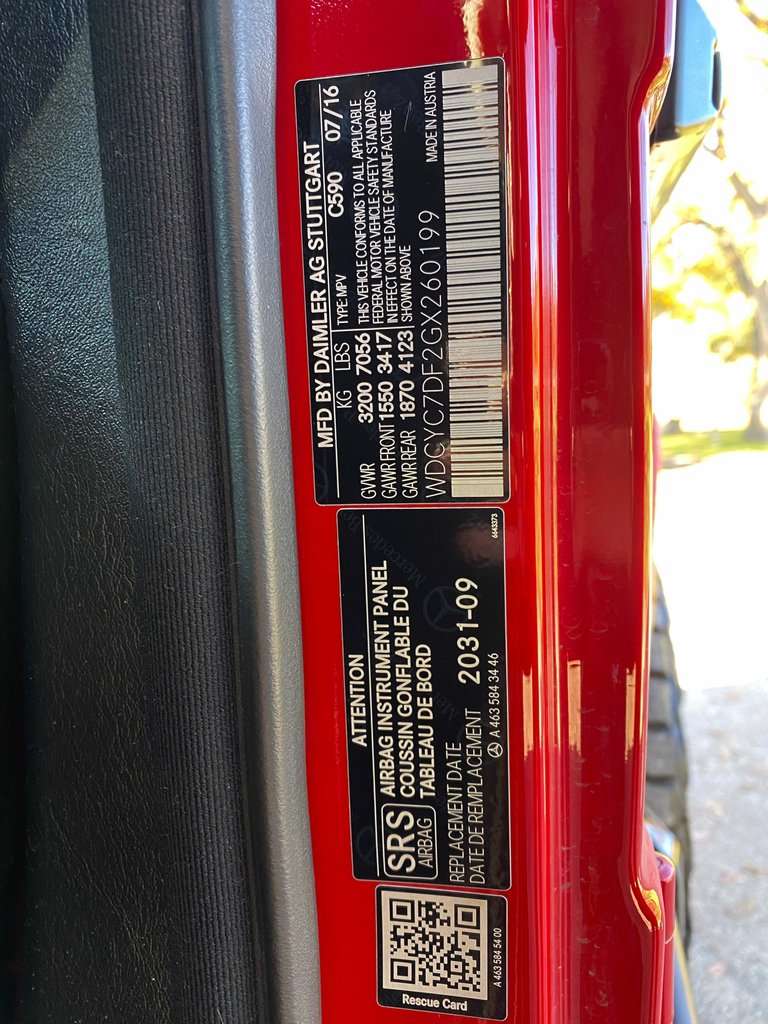 MFD BY DAIMLER AG STUTTGART
C590 07/16
KG LBS TYPE: MPV
GVWR 3200 7056
GAWR FRONT 1550 3417
GAWR REAR 1870 4123
THIS VEHICLE CONFORMS TO ALL APPLICABLE
FEDERAL MOTOR VEHICLE SAFETY STANDARDS
IN EFFECT ON THE DATE OF MANUFACTURE
SHOWN ABOVE
WDCYC7DF2GX260199
MADE IN AUSTRIA
ATTENTION
SRS
AIRBAG
AIRBAG INSTRUMENT PANEL
COUSSIN GONFLABLE DU
TABLEAU DE BORD
REPLACEMENT DATE
DATE DE REMPLACEMENT
2031-09
A 463 584 34 46
6643373
Rescue Card
A 463 584 54 00